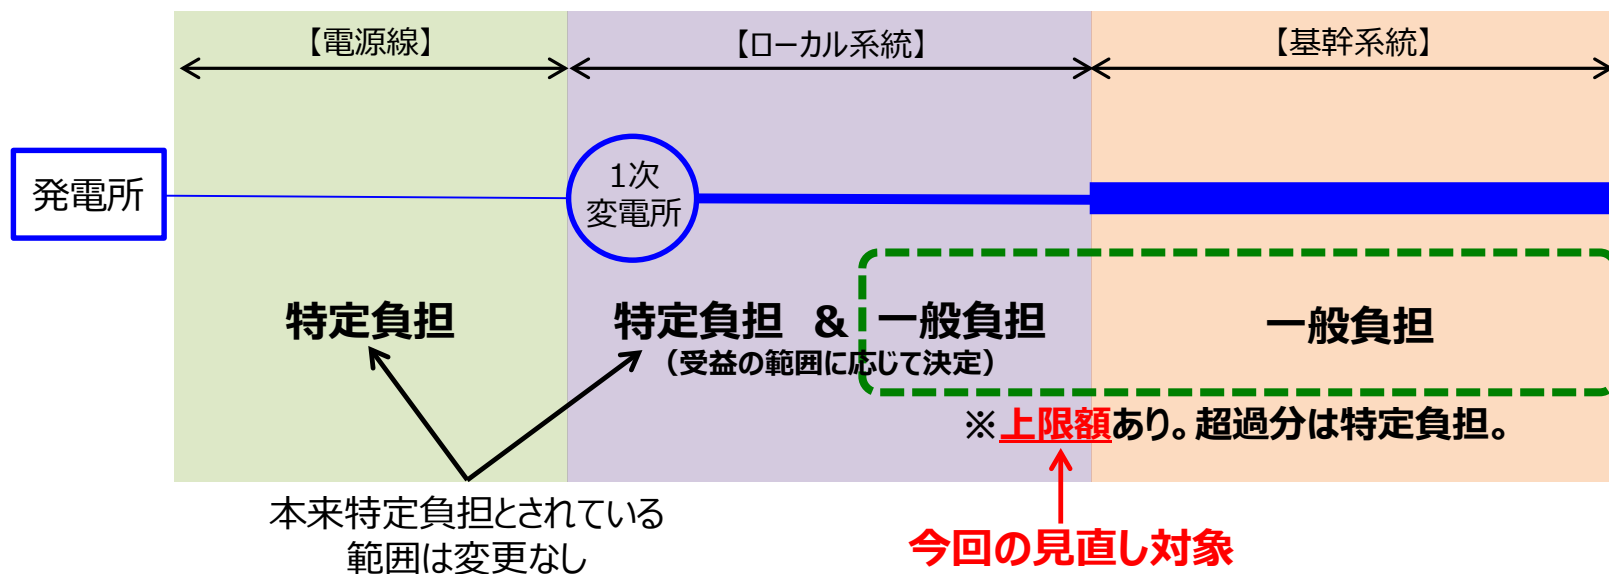 【電源線】
【ローカル系統】
【基幹系統】
発電所
1次
変電所
特定負担
特定負担 & 一般負担
（受益の範囲に応じて決定）
一般負担
※上限額あり。超過分は特定負担。
本来特定負担とされている
範囲は変更なし
今回の見直し対象